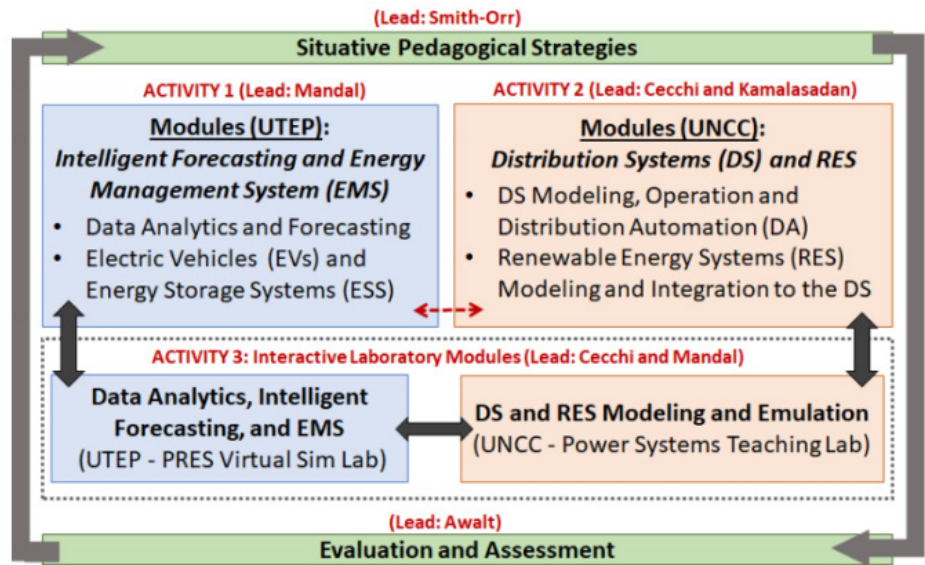 (Lead: Smith-Orr)
Situative Pedagogical Strategies
ACTIVITY 1 (Lead: Mandal)
Modules (UTEP):
Intelligent Forecasting and Energy
Management System (EMS)
• Data Analytics and Forecasting
• Electric Vehicles (EVs) and
Energy Storage Systems (ESS)
ACTIVITY 2 (Lead: Cecchi and Kamalasadan)
Modules (UNCC):
Distribution Systems (DS) and RES
• DS Modeling, Operation and
Distribution Automation (DA)
• Renewable Energy Systems (RES)
Modeling and Integration to the DS
ACTIVITY 3: Interactive Laboratory Modules (Lead: Cecchi and Mandal)
Data Analytics, Intelligent
Forecasting, and EMS
(UTEP - PRES Virtual Sim Lab)
DS and RES Modeling and Emulation
(UNCC - Power Systems Teaching Lab)
(Lead: Awalt)
Evaluation and Assessment